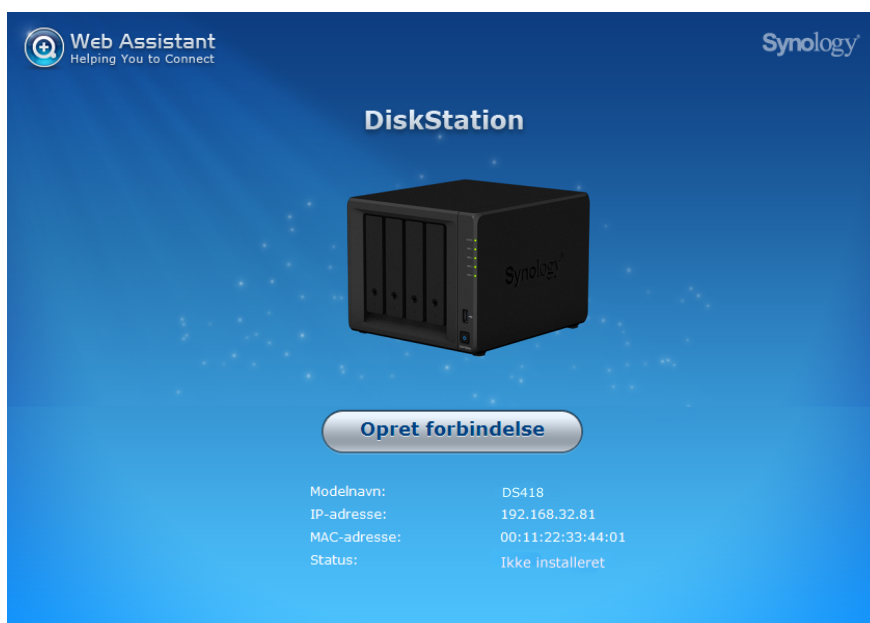 Web Assistant
Helping You to Connect
Synology
DiskStation
Synology
Opret forbindelse
Modelnavn: DS418
IP-adresse: 192.168.32.81
MAC-adresse: 00:11:22:33:44:01
Status: Ikke installeret